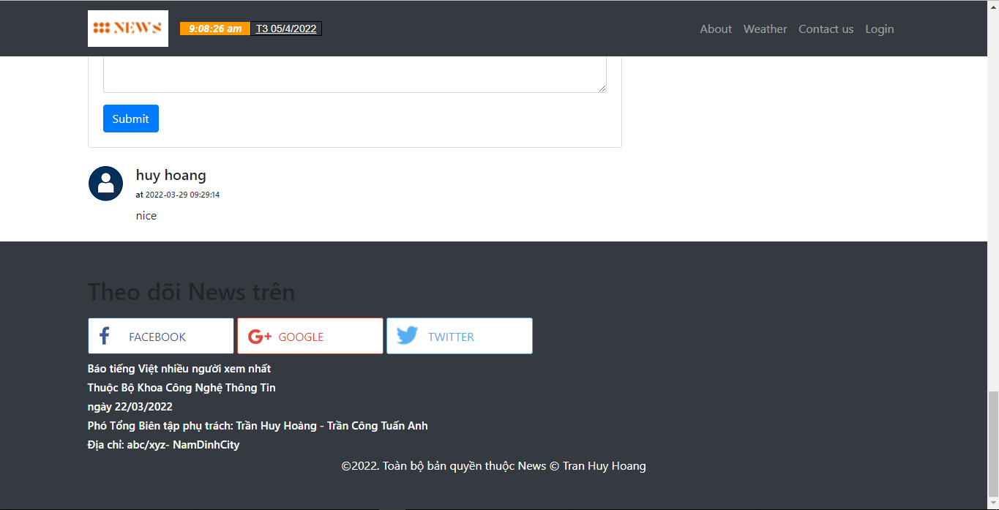 NEWS 9:08:26 am T3 05/4/2022 About Weather Contact us Login
Submit
huy hoang
at 2022-03-29 09:29:14
nice
Theo dõi News trên
FACEBOOK GOOGLE TWITTER
Báo tiếng Việt nhiều người xem nhất
Thuộc Bộ Khoa Công Nghệ Thông Tin
ngày 22/03/2022
Phó Tổng Biên tập phụ trách: Trần Huy Hoàng - Trần Công Tuấn Anh
Địa chỉ: abc/xyz- NamDinhCity
©2022. Toàn bộ bản quyền thuộc News © Tran Huy Hoang